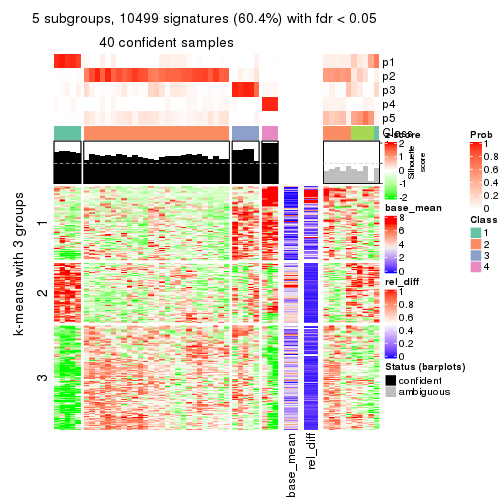 5 subgroups, 10499 signatures (60.4%) with fdr < 0.05
40 confident samples
p1
p2
p3
p4
p5
Class
z-score
2
1
0
-1
-2
Silhouette
score
base_mean
8
6
4
2
0
rel_diff
1
0.8
0.6
0.4
0.2
0
Status (barplots)
confident
ambiguous
Prob
1
0.8
0.6
0.4
0.2
0
Class
1
2
3
4
k-means with 3 groups
1
2
3
base_mean
rel_diff